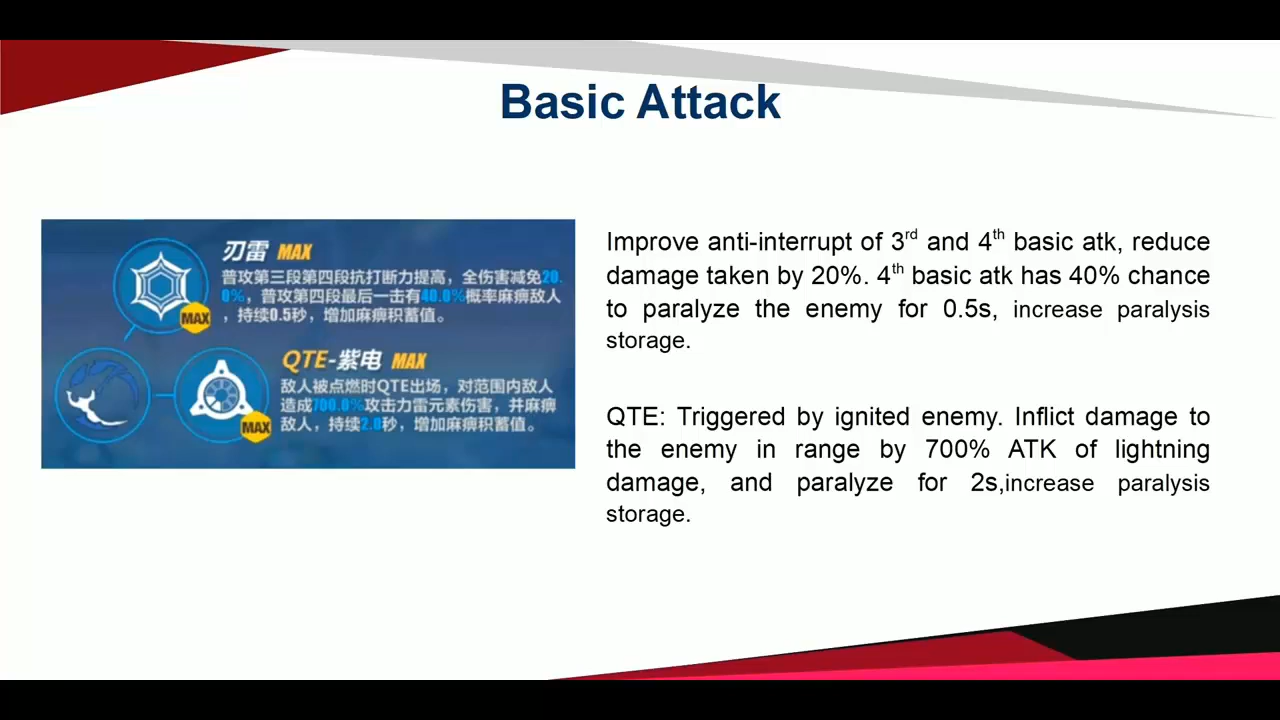 Basic Attack
刃雷 MAX
普攻第三段第四段抗打断力提高，全伤害减免20.
0%，普攻第四段最后一击有40.0%概率麻痹敌人
，持续0.5秒，增加麻痹积蓄值。
MAX
QTE-紫电 MAX
敌人被点燃时QTE出场，对范围内敌人
造成700.0%攻击力雷元素伤害，并麻痹
敌人，持续2.0秒，增加麻痹积蓄值。
MAX
Improve anti-interrupt of 3rd and 4th basic atk, reduce
damage taken by 20%. 4th basic atk has 40% chance
to paralyze the enemy for 0.5s, increase paralysis
storage.
QTE: Triggered by ignited enemy. Inflict damage to
the enemy in range by 700% ATK of lightning
damage, and paralyze for 2s,increase paralysis
storage.